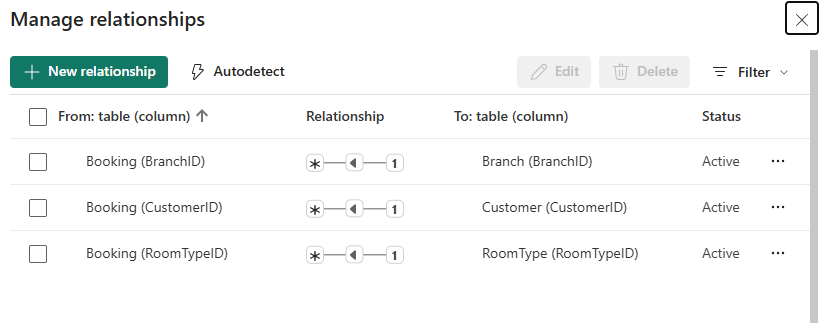 Manage relationships
New relationship Autodetect Edit Delete Filter
From: table (column) Relationship To: table (column) Status
Booking (BranchID) * 1 Branch (BranchID) Active ...
Booking (CustomerID) * 1 Customer (CustomerID) Active ...
Booking (RoomTypeID) * 1 RoomType (RoomTypeID) Active ...